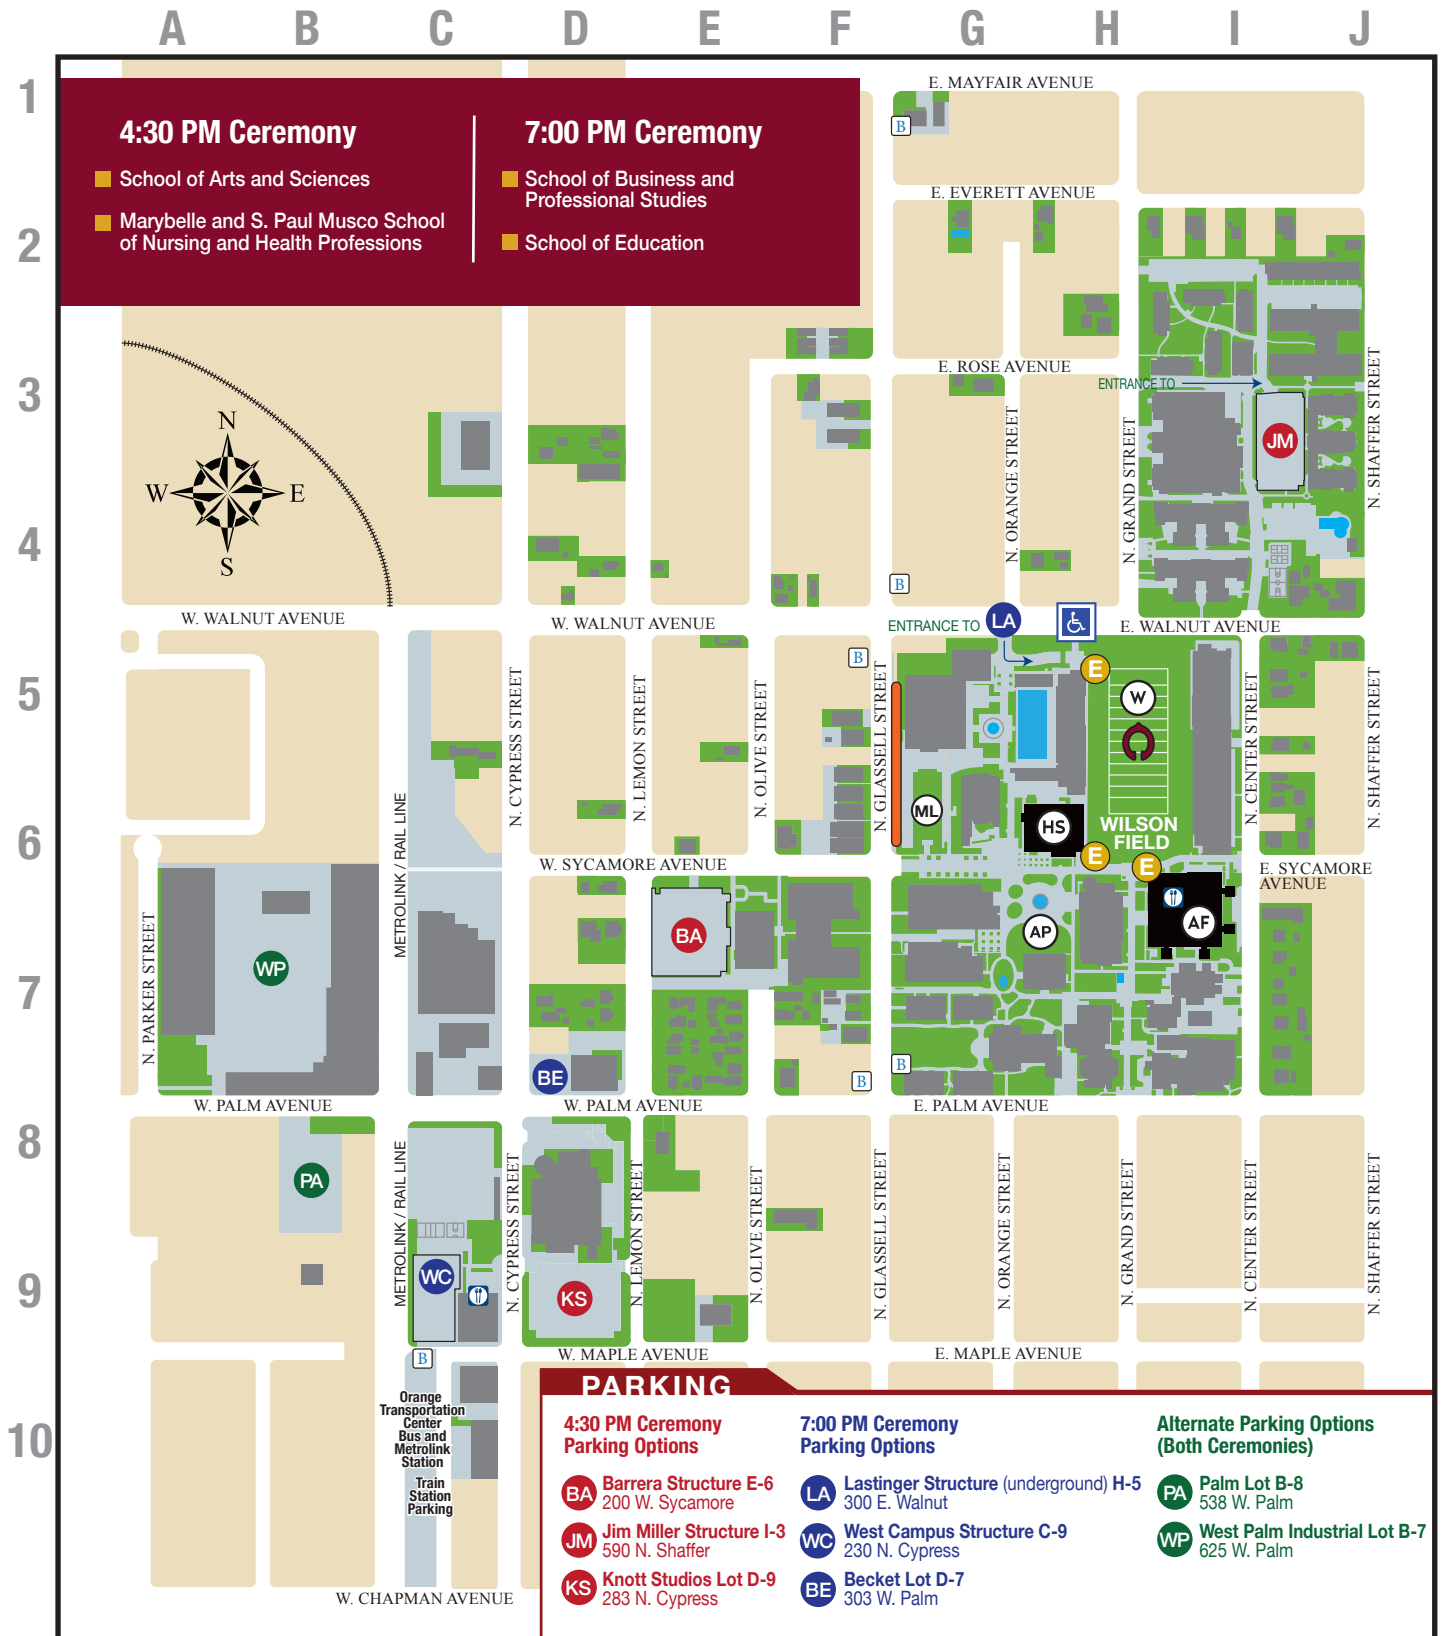 A B C D E F G H I J
1
2
3
4
5
6
7
8
9
10
4:30 PM Ceremony
School of Arts and Sciences
Marybelle and S. Paul Musco School
of Nursing and Health Professions
7:00 PM Ceremony
School of Business and
Professional Studies
School of Education
E. MAYFAIR AVENUE
B
E. EVERETT AVENUE
E. ROSE AVENUE
ENTRANCE TO
JM
N. SHAFFER STREET
N. ORANGE STREET
N. GRAND STREET
N
W E
S
B
W. WALNUT AVENUE
W. WALNUT AVENUE
ENTRANCE TO LA
E. WALNUT AVENUE
B
E
W
N. CYPRESS STREET
N. LEMON STREET
N. OLIVE STREET
N. GLASSELL STREET
N. CENTER STREET
N. SHAFFER STREET
METROLINK / RAIL LINE
ML
HS
WILSON
FIELD
E
E
W. SYCAMORE AVENUE
E. SYCAMORE
AVENUE
N. PARKER STREET
WP
BA
AP
AF
BE
B
B
W. PALM AVENUE
W. PALM AVENUE
E. PALM AVENUE
PA
METROLINK / RAIL LINE
N. CYPRESS STREET
N. LEMON STREET
N. OLIVE STREET
N. GLASSELL STREET
N. ORANGE STREET
N. GRAND STREET
N. CENTER STREET
N. SHAFFER STREET
WC
KS
B
W. MAPLE AVENUE
E. MAPLE AVENUE
Orange
Transportation
Center
Bus and
Metrolink
Station
Train
Station
Parking
W. CHAPMAN AVENUE
PARKING
4:30 PM Ceremony
Parking Options
BA Barrera Structure E-6
200 W. Sycamore
JM Jim Miller Structure I-3
590 N. Shaffer
KS Knott Studios Lot D-9
283 N. Cypress
7:00 PM Ceremony
Parking Options
LA Lastinger Structure (underground) H-5
300 E. Walnut
WC West Campus Structure C-9
230 N. Cypress
BE Becket Lot D-7
303 W. Palm
Alternate Parking Options
(Both Ceremonies)
PA Palm Lot B-8
538 W. Palm
WP West Palm Industrial Lot B-7
625 W. Palm